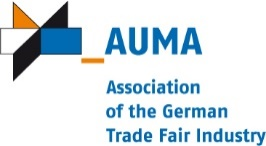 AUMA
Association
of the German
Trade Fair Industry